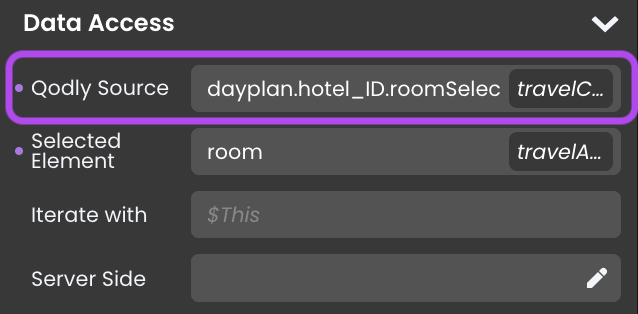 Data Access
Qodly Source
dayplan.hotel_ID.roomSelec
travelC...
Selected
Element
room
travelA...
Iterate with
$This
Server Side